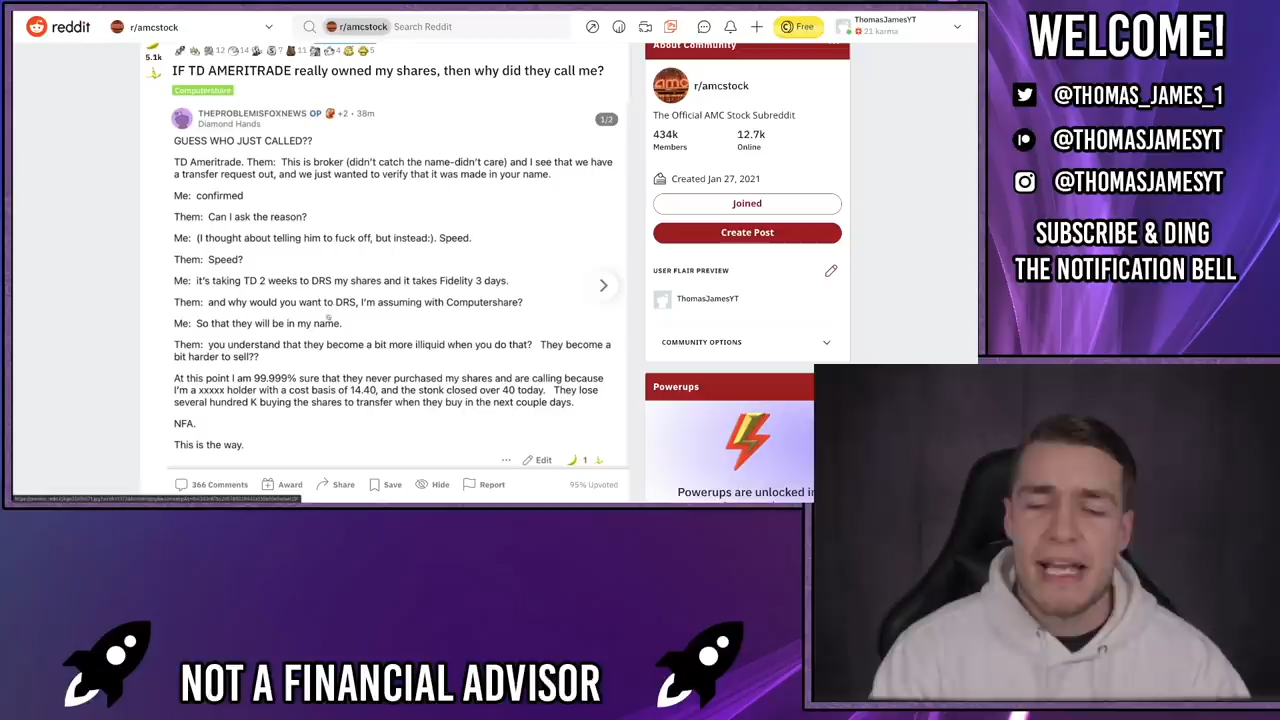 reddit
r/amcstock
r/amcstock Search Reddit
Free
ThomasJamesYT
21 karma
5.1k
12 14 7 11 4 5
IF TD AMERITRADE really owned my shares, then why did they call me?
Computershare
THEPROBLEMISFOXNEWS OP +2 • 38m
Diamond Hands
1/2
GUESS WHO JUST CALLED??
TD Ameritrade. Them: This is broker (didn't catch the name-didn't care) and I see that we have
a transfer request out, and we just wanted to verify that it was made in your name.
Me: confirmed
Them: Can I ask the reason?
Me: (I thought about telling him to fuck off, but instead:). Speed.
Them: Speed?
Me: it's taking TD 2 weeks to DRS my shares and it takes Fidelity 3 days.
Them: and why would you want to DRS, I'm assuming with Computershare?
Me: So that they will be in my name.
Them: you understand that they become a bit more illiquid when you do that? They become a
bit harder to sell??
At this point I am 99.999% sure that they never purchased my shares and are calling because
I'm a xxxxx holder with a cost basis of 14.40, and the stonk closed over 40 today. They lose
several hundred K buying the shares to transfer when they buy in the next couple days.
NFA.
This is the way.
Edit 1
366 Comments Award Share Save Hide Report 95% Upvoted
About Community
amc
r/amcstock
The Official AMC Stock Subreddit
434k 12.7k
Members Online
Created Jan 27, 2021
Joined
Create Post
USER FLAIR PREVIEW
ThomasJamesYT
COMMUNITY OPTIONS
Powerups
Powerups are unlocked in
WELCOME!
@THOMAS_JAMES_1
@THOMASJAMESYT
@THOMASJAMESYT
SUBSCRIBE & DING
THE NOTIFICATION BELL
NOT A FINANCIAL ADVISOR